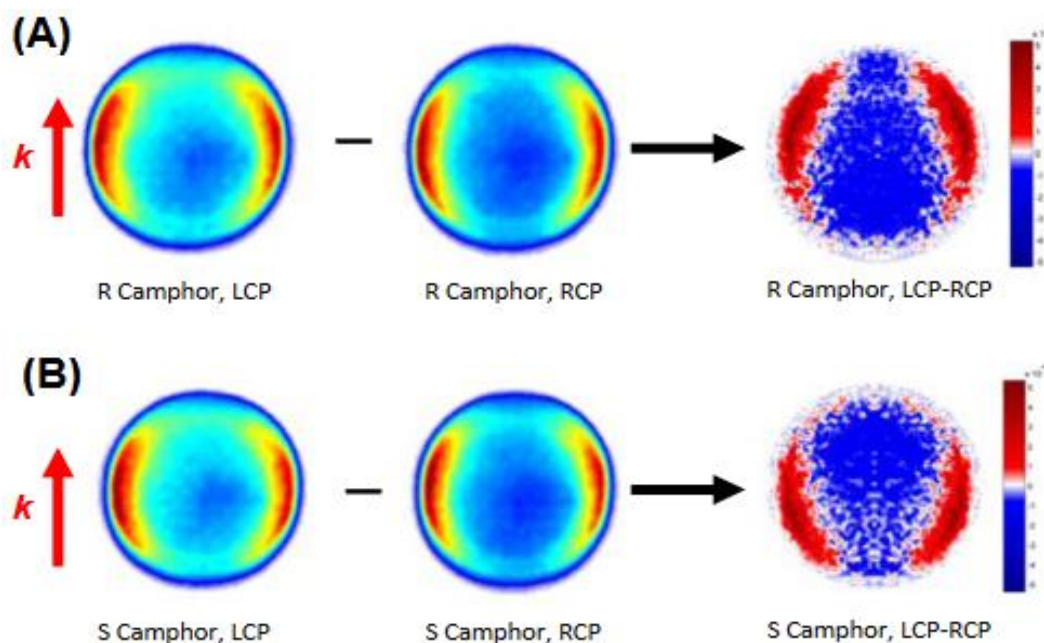 (A)
k
R Camphor, LCP
R Camphor, RCP
R Camphor, LCP-RCP
(B)
k
S Camphor, LCP
S Camphor, RCP
S Camphor, LCP-RCP